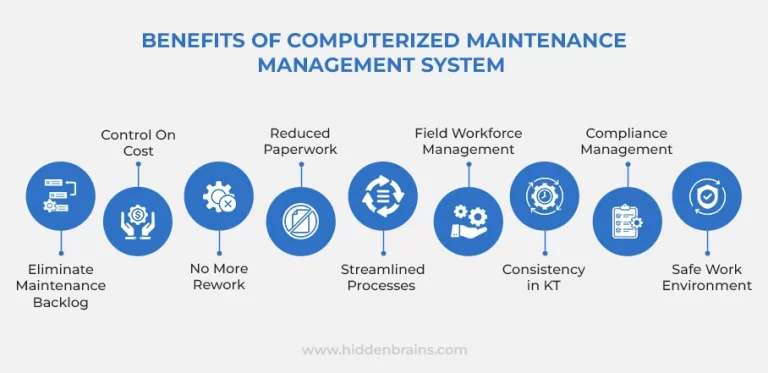 BENEFITS OF COMPUTERIZED MAINTENANCE
MANAGEMENT SYSTEM
Control On
Cost
Reduced
Paperwork
Field Workforce
Management
Compliance
Management
$
Eliminate
Maintenance
Backlog
No More
Rework
Streamlined
Processes
Consistency
in KT
Safe Work
Environment
www.hiddenbrains.com